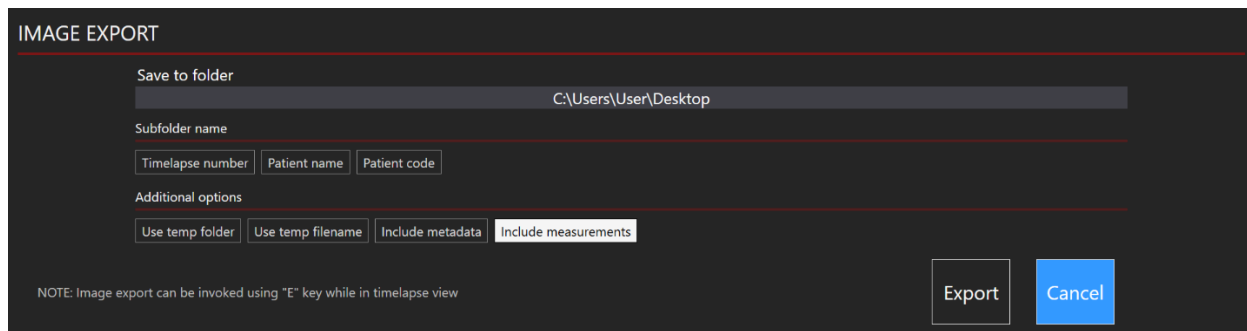 IMAGE EXPORT
Save to folder
C:\Users\User\Desktop
Subfolder name
Timelapse number Patient name Patient code
Additional options
Use temp folder Use temp filename Include metadata Include measurements
NOTE: Image export can be invoked using "E" key while in timelapse view
Export Cancel